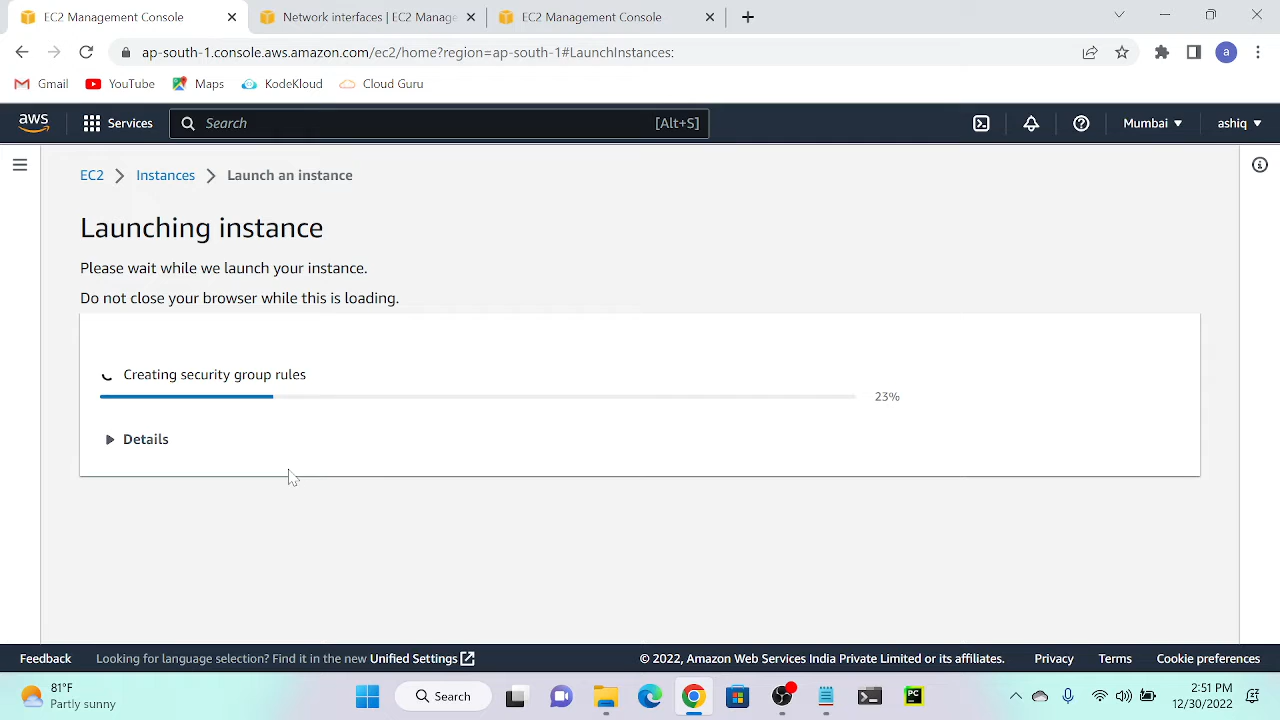 EC2 Management Console
Network interfaces | EC2 Manag
EC2 Management Console
ap-south-1.console.aws.amazon.com/ec2/home?region=ap-south-1#LaunchInstances:
a
Gmail
YouTube
Maps
KodeKloud
Cloud Guru
aws
Services
Search
[Alt+S]
Mumbai
ashiq
EC2
Instances
Launch an instance
Launching instance
Please wait while we launch your instance.
Do not close your browser while this is loading.
Creating security group rules
23%
Details
Feedback
Looking for language selection? Find it in the new Unified Settings
© 2022, Amazon Web Services India Private Limited or its affiliates.
Privacy
Terms
Cookie preferences
81°F
Partly sunny
Search
PC
2:51 PM
12/30/2022